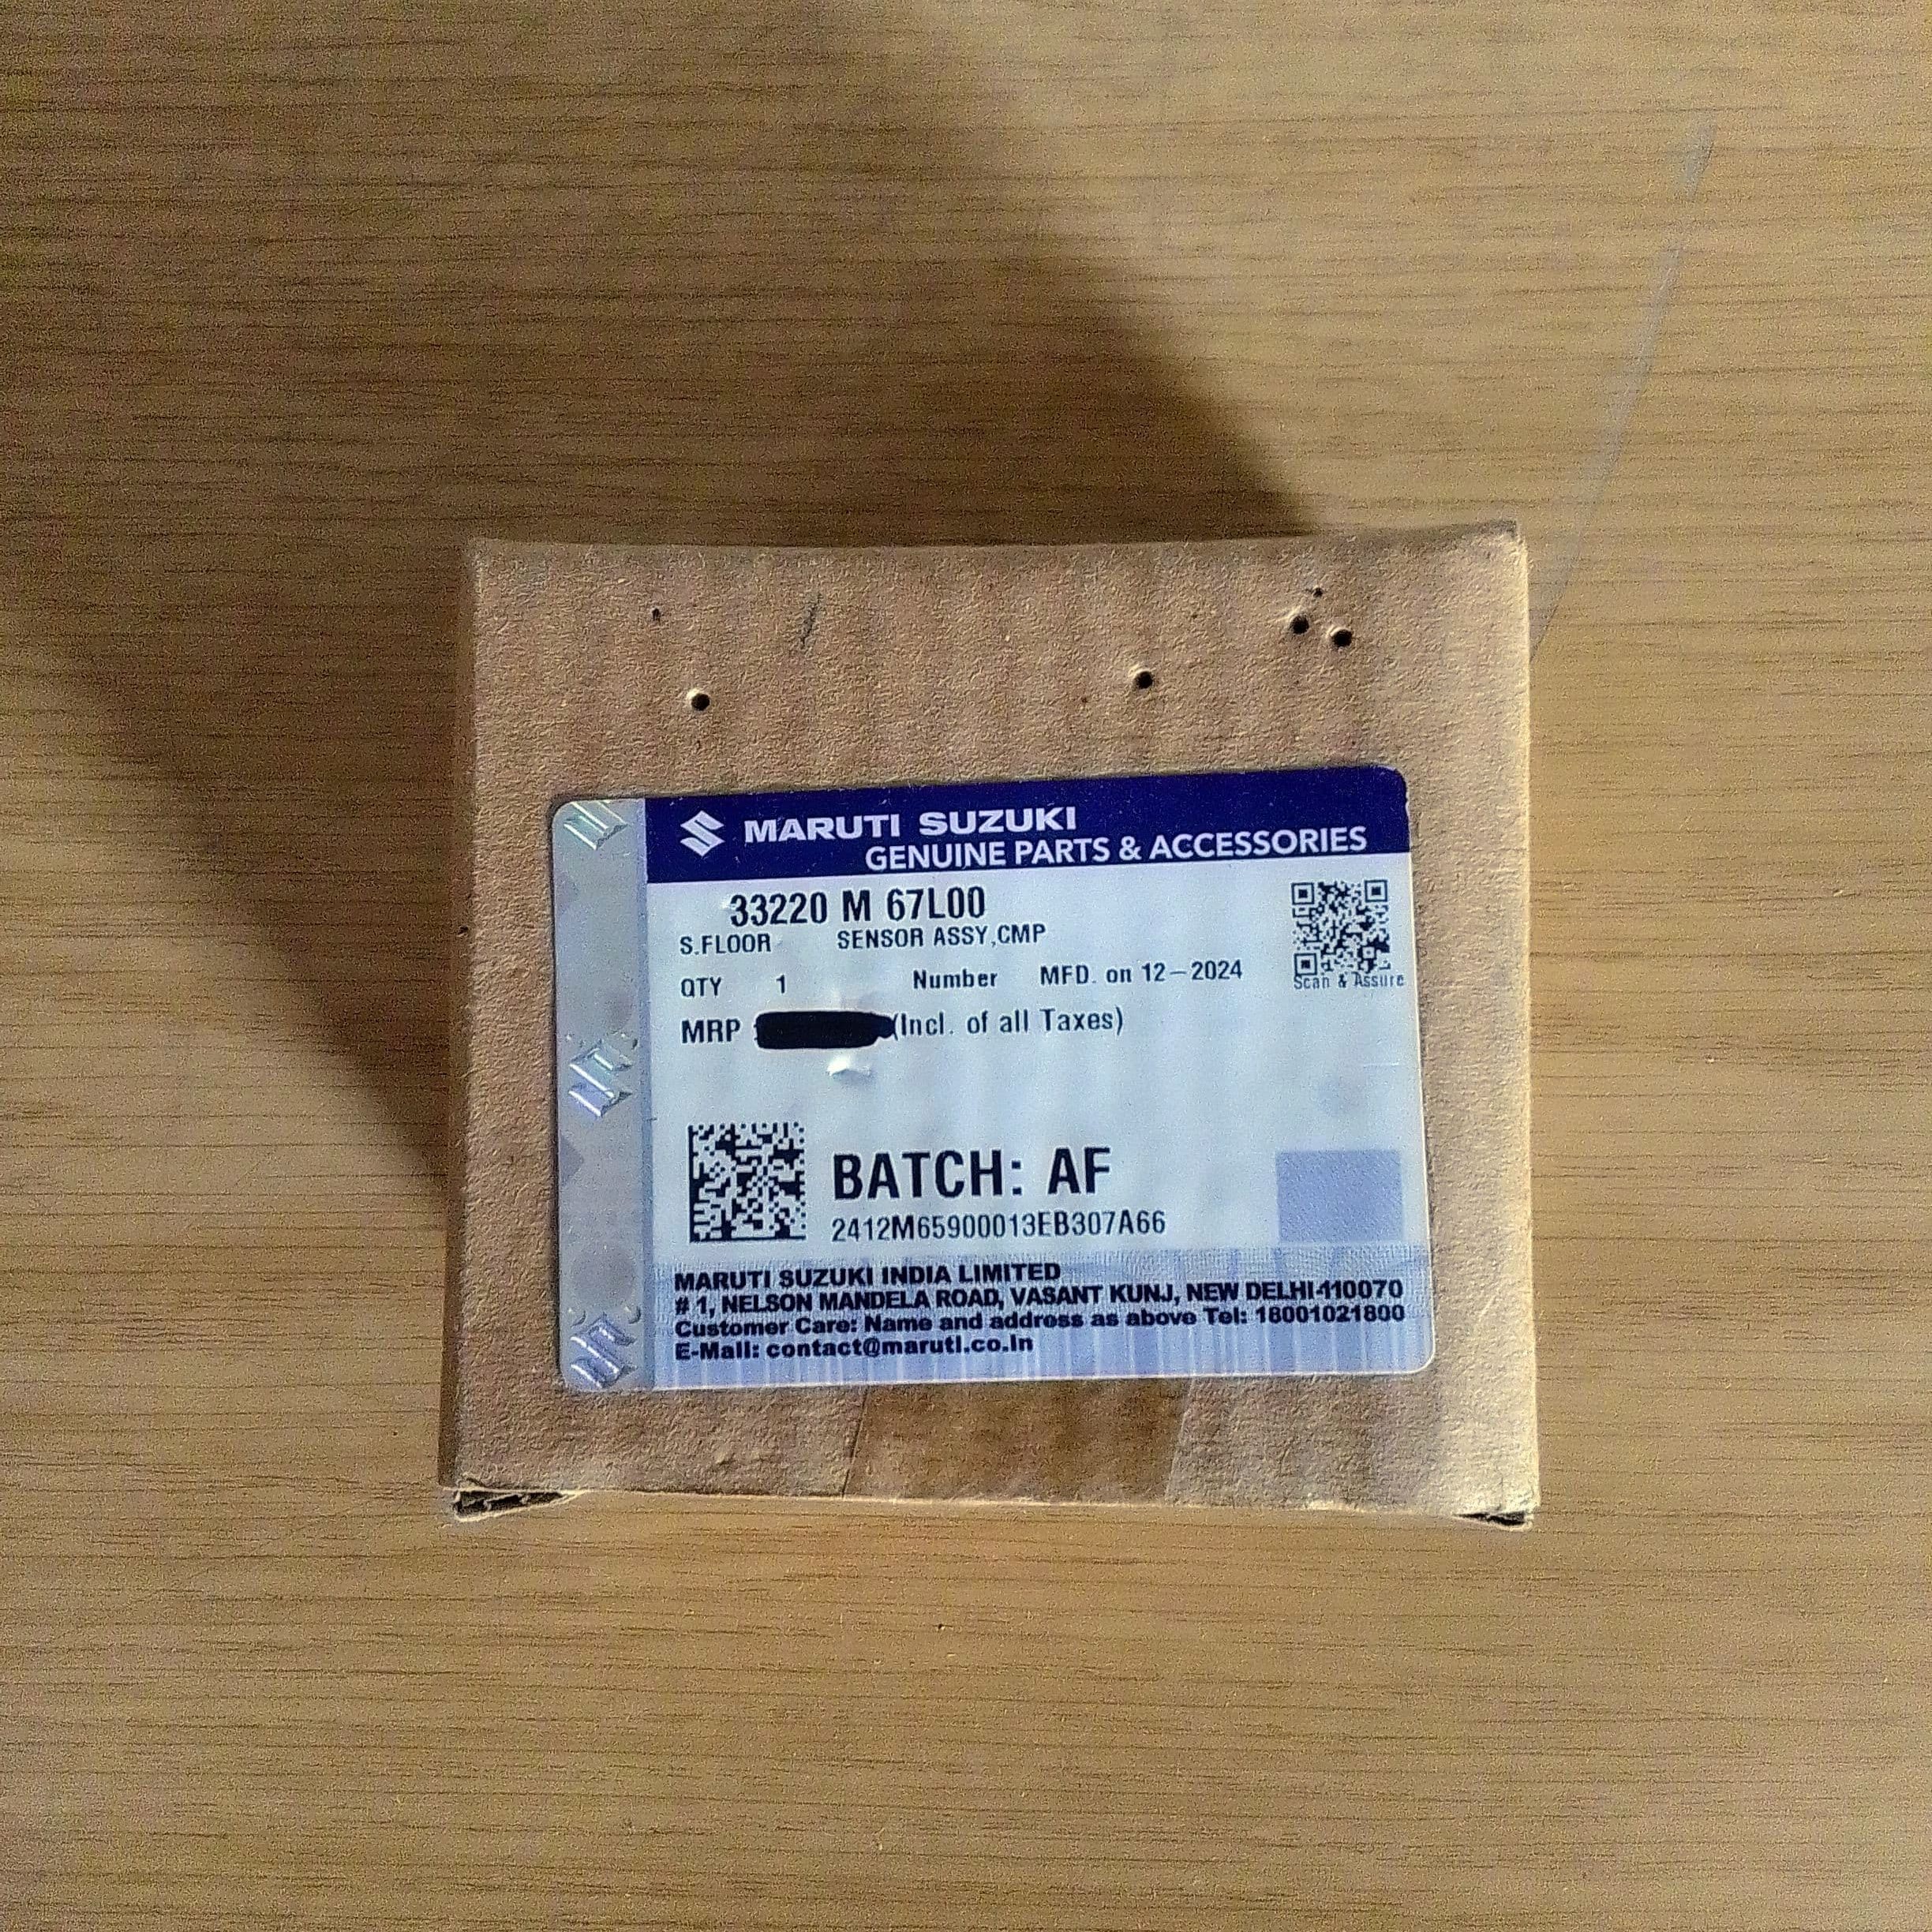 MARUTI SUZUKI
GENUINE PARTS & ACCESSORIES
33220 M 67L00
S.FLOOR SENSOR ASSY,CMP
QTY 1 Number MFD. on 12-2024
Scan & Assure
MRP (Incl. of all Taxes)
BATCH: AF
2412M65900013EB307A66
MARUTI SUZUKI INDIA LIMITED
# 1, NELSON MANDELA ROAD, VASANT KUNJ, NEW DELHI-110070
Customer Care: Name and address as above Tel: 18001021800
E-Mail: contact@maruti.co.in